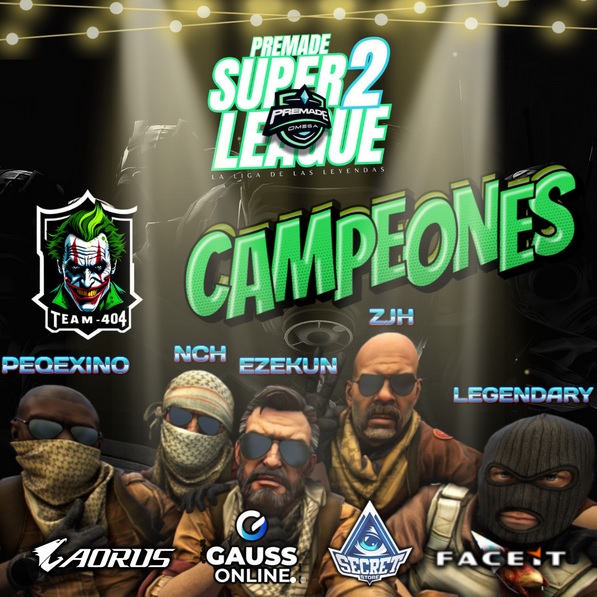 PREMADE
SUPER 2
PREMADE
OMEGA
LEAGUE
LA LIGA DE LAS LEYENDAS
CAMPEONES
TEAM-404
ZJH
NCH
PEQEXINO
EZEKUN
LEGENDARY
AORUS
GAUSS
ONLINE.
SECRET
STORE
FACEIT